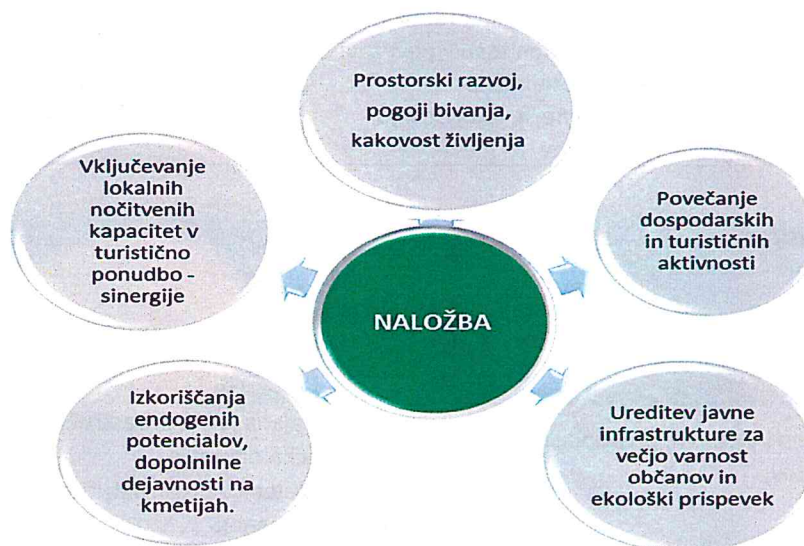 Prostorski razvoj,
pogoji bivanja,
kakovost življenja
Vključevanje
lokalnih
nočitvenih
kapacitet v
turistično
ponudbo -
sinergije
Povečanje
dospodarskih
in turističnih
aktivnosti
NALOŽBA
Izkoriščanja
endogenih
potencialov,
dopolnilne
dejavnosti na
kmetijah.
Ureditev javne
infrastrukture za
večjo varnost
občanov in
ekološki prispevek